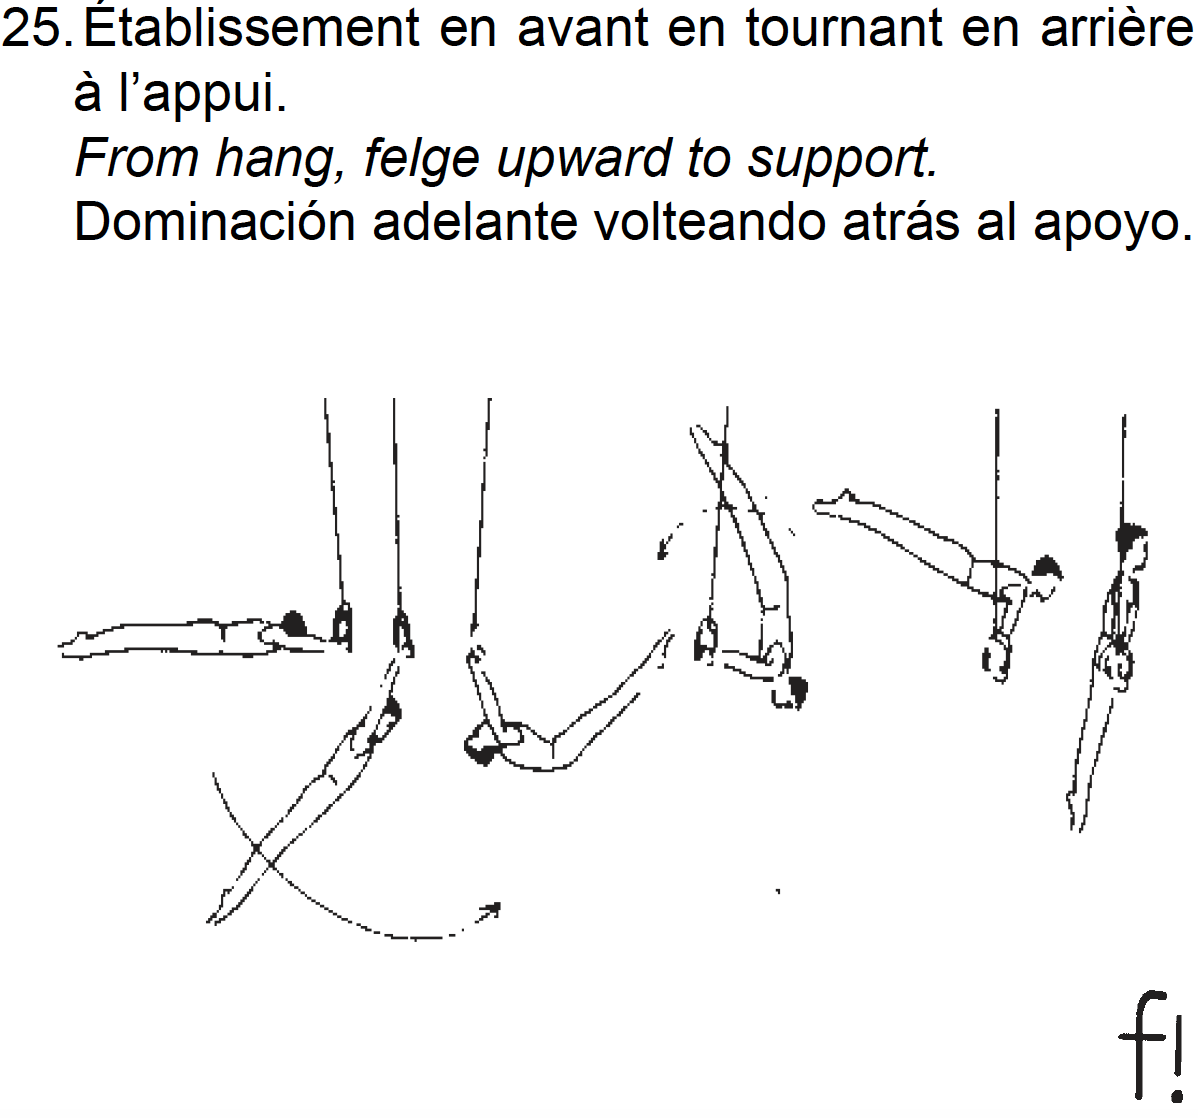 25. Établissement en avant en tournant en arrière
à l’appui.
From hang, felge upward to support.
Dominación adelante volteando atrás al apoyo.
f!